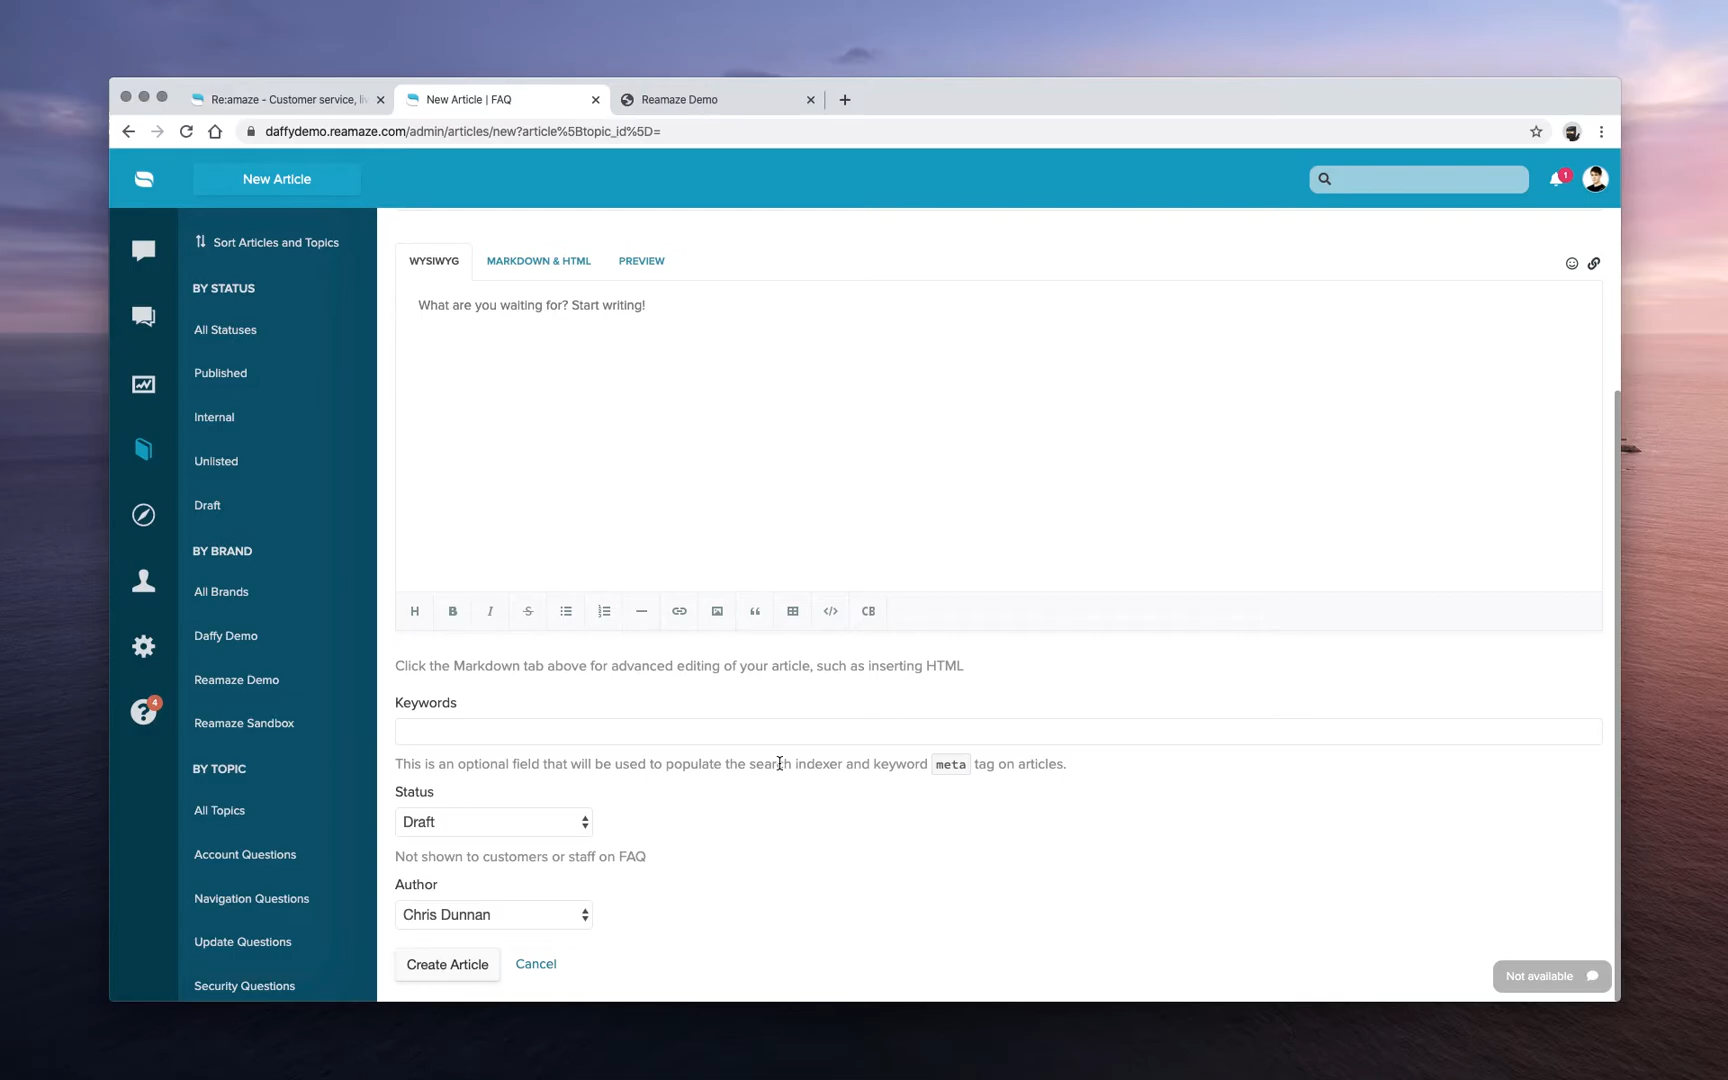 Re:amaze - Customer service, li
New Article | FAQ
Reamaze Demo
daffydemo.reamaze.com/admin/articles/new?article%5Btopic_id%5D=
New Article
1
Sort Articles and Topics
BY STATUS
All Statuses
Published
Internal
Unlisted
Draft
BY BRAND
All Brands
Daffy Demo
Reamaze Demo
Reamaze Sandbox
BY TOPIC
All Topics
Account Questions
Navigation Questions
Update Questions
Security Questions
4
WYSIWYG
MARKDOWN & HTML
PREVIEW
What are you waiting for? Start writing!
H B I S </> CB
Click the Markdown tab above for advanced editing of your article, such as inserting HTML
Keywords
This is an optional field that will be used to populate the search indexer and keyword meta tag on articles.
Status
Draft
Not shown to customers or staff on FAQ
Author
Chris Dunnan
Create Article
Cancel
Not available